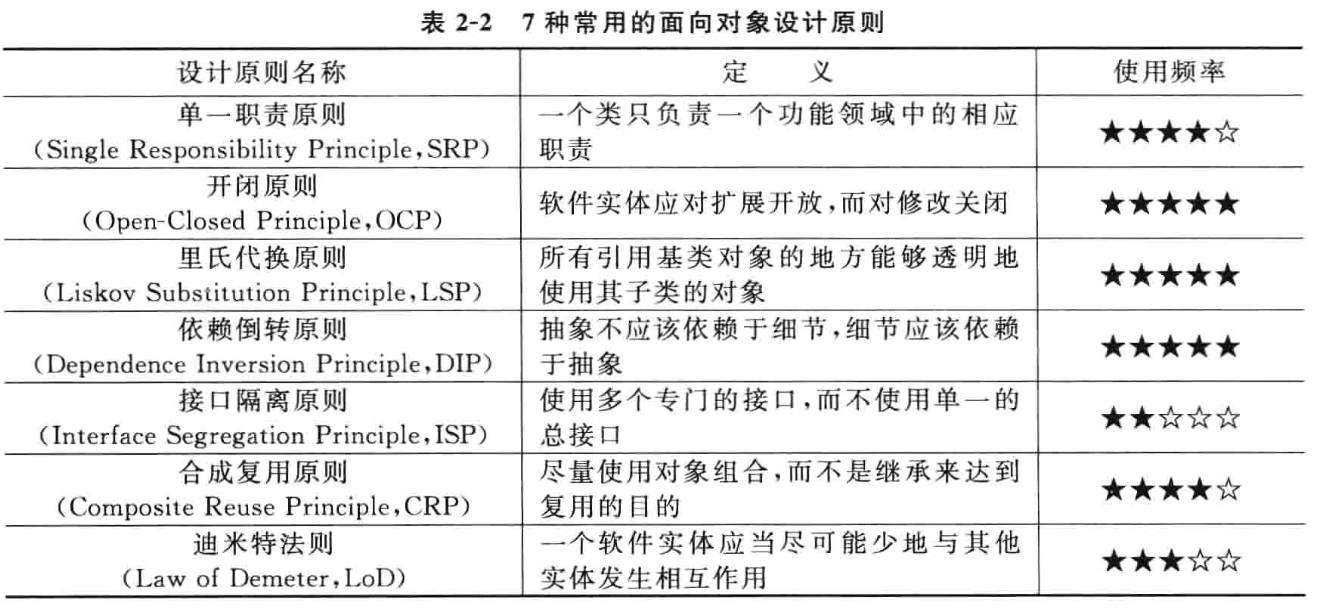 表 2-2 7 种常用的面向对象设计原则
设计原则名称 定 义 使用频率
单一职责原则
(Single Responsibility Principle,SRP)
一个类只负责一个功能领域中的相应
职责
★★★★☆
开闭原则
(Open-Closed Principle,OCP)
软件实体应对扩展开放,而对修改关闭
★★★★★
里氏代换原则
(Liskov Substitution Principle,LSP)
所有引用基类对象的地方能够透明地
使用其子类的对象
★★★★★
依赖倒转原则
(Dependence Inversion Principle,DIP)
抽象不应该依赖于细节,细节应该依赖
于抽象
★★★★★
接口隔离原则
(Interface Segregation Principle,ISP)
使用多个专门的接口,而不使用单一的
总接口
★★☆☆☆
合成复用原则
(Composite Reuse Principle,CRP)
尽量使用对象组合,而不是继承来达到
复用的目的
★★★★☆
迪米特法则
(Law of Demeter,LoD)
一个软件实体应当尽可能少地与其他
实体发生相互作用
★★★☆☆